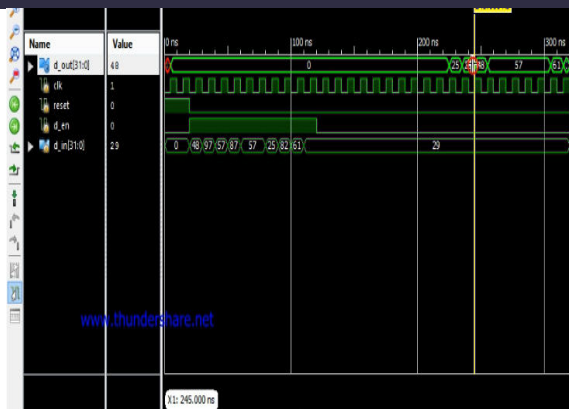 Name Value 0 ns 100 ns 200 ns 300 ns
d_out[31:0] 48 0 25 48 57 61
clk 1
reset 0
d_en 0
d_in[31:0] 29 0 48 97 57 87 57 25 82 61 29
www.thundershare.net
X1: 245.000 ns